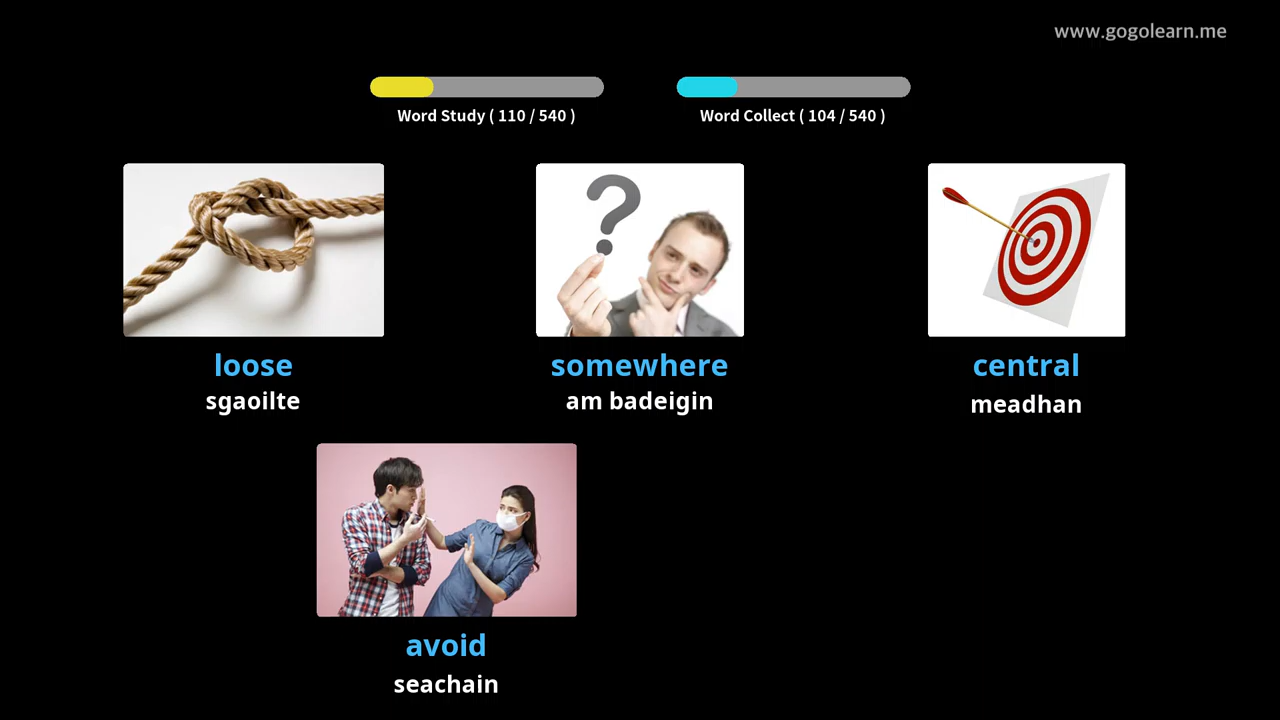 www.gogolearn.me
Word Study ( 110 / 540 )
Word Collect ( 104 / 540 )
loose
sgaoilte
somewhere
am badeigin
central
meadhan
avoid
seachain